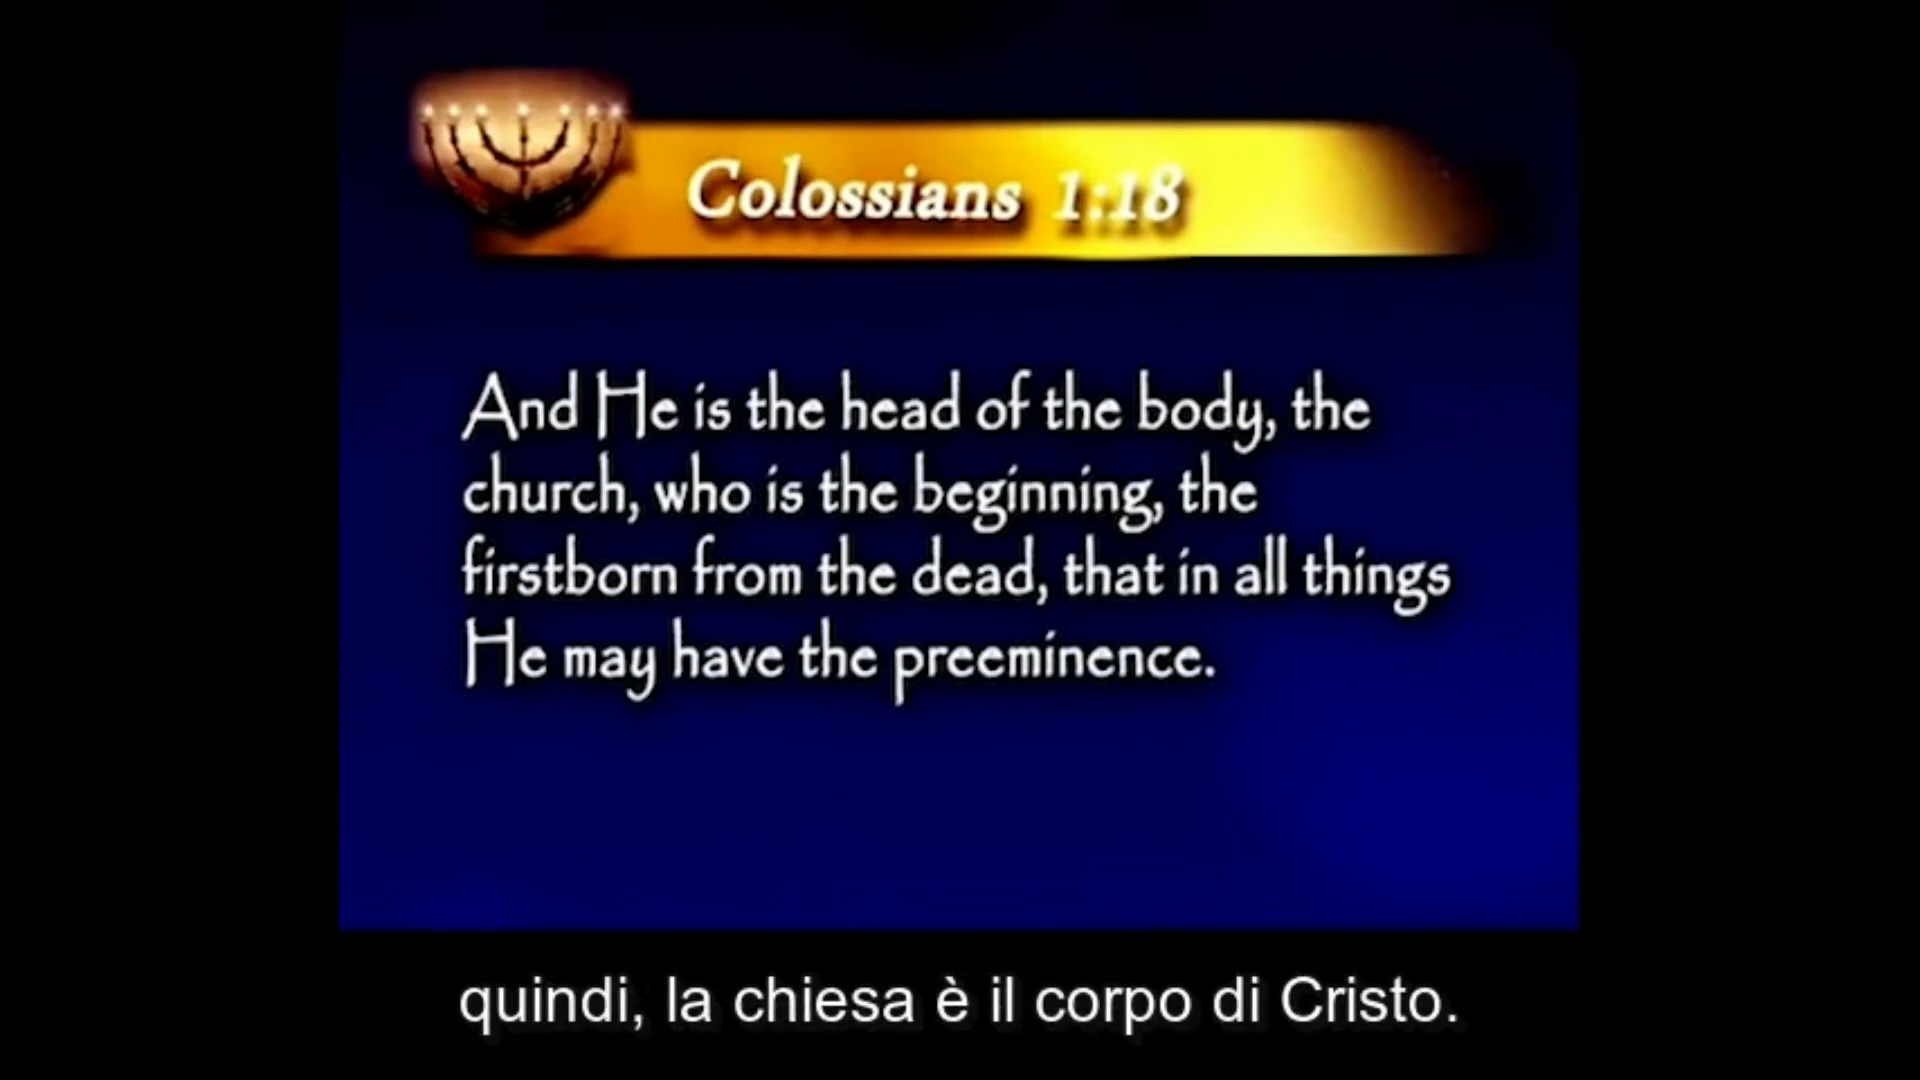 Colossians 1:18
And He is the head of the body, the
church, who is the beginning, the
firstborn from the dead, that in all things
He may have the preeminence.
quindi, la chiesa è il corpo di Cristo.